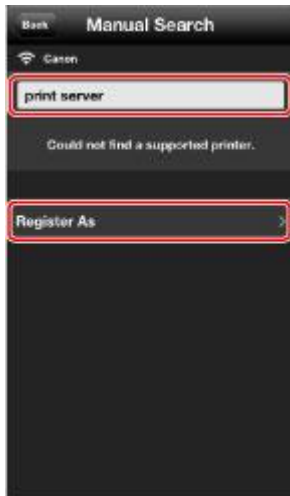 Back Manual Search
Canon
print server
Could not find a supported printer.
Register As